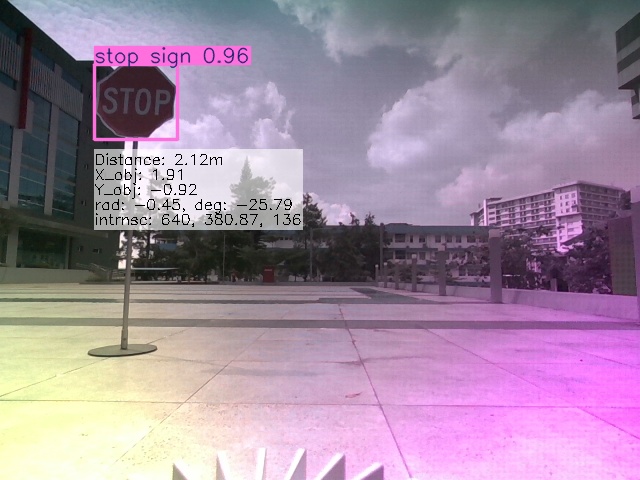 stop sign 0.96
STOP
Distance: 2.12m
X_obj: 1.91
Y_obj: -0.92
rad: -0.45, deg: -25.79
intrnsc: 640, 380.87, 136